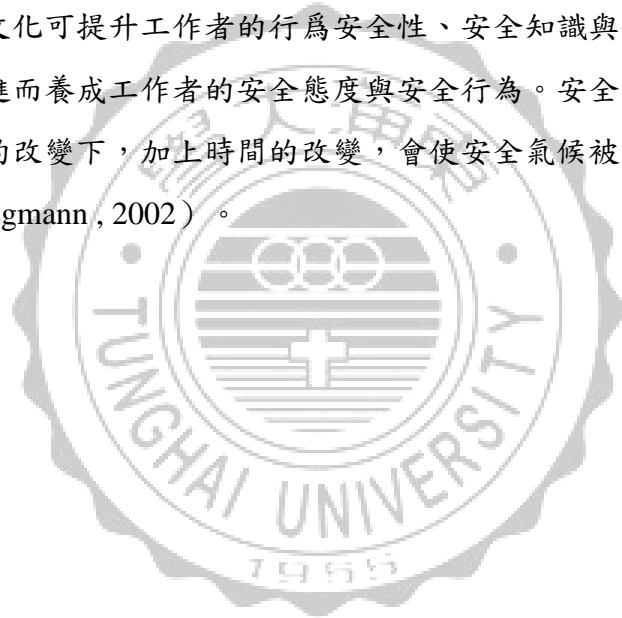 文化可提升工作者的行爲安全性、安全知識與
進而養成工作者的安全態度與安全行為。安全
的改變下，加上時間的改變，會使安全氣候被
gmann , 2002）。
TUNGHAI UNIVERSITY
1955